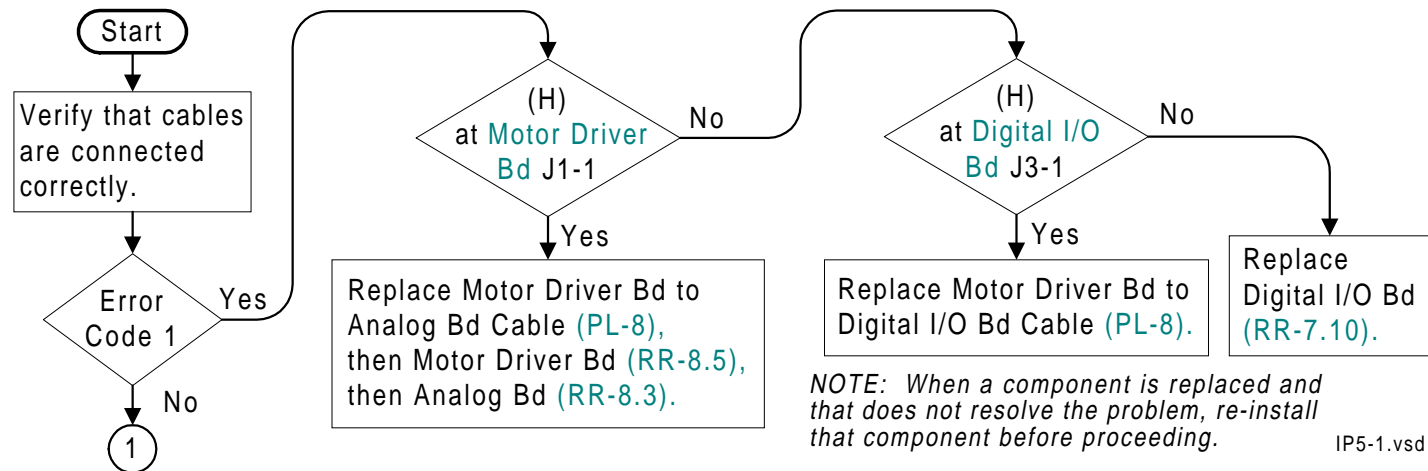 Start
Verify that cables
are connected
correctly.
Error
Code 1
Yes
No
1
(H)
at Motor Driver
Bd J1-1
No
Yes
Replace Motor Driver Bd to
Analog Bd Cable (PL-8),
then Motor Driver Bd (RR-8.5),
then Analog Bd (RR-8.3).
(H)
at Digital I/O
Bd J3-1
No
Yes
Replace Motor Driver Bd to
Digital I/O Bd Cable (PL-8).
Replace
Digital I/O Bd
(RR-7.10).
NOTE: When a component is replaced and
that does not resolve the problem, re-install
that component before proceeding.
IP5-1.vsd